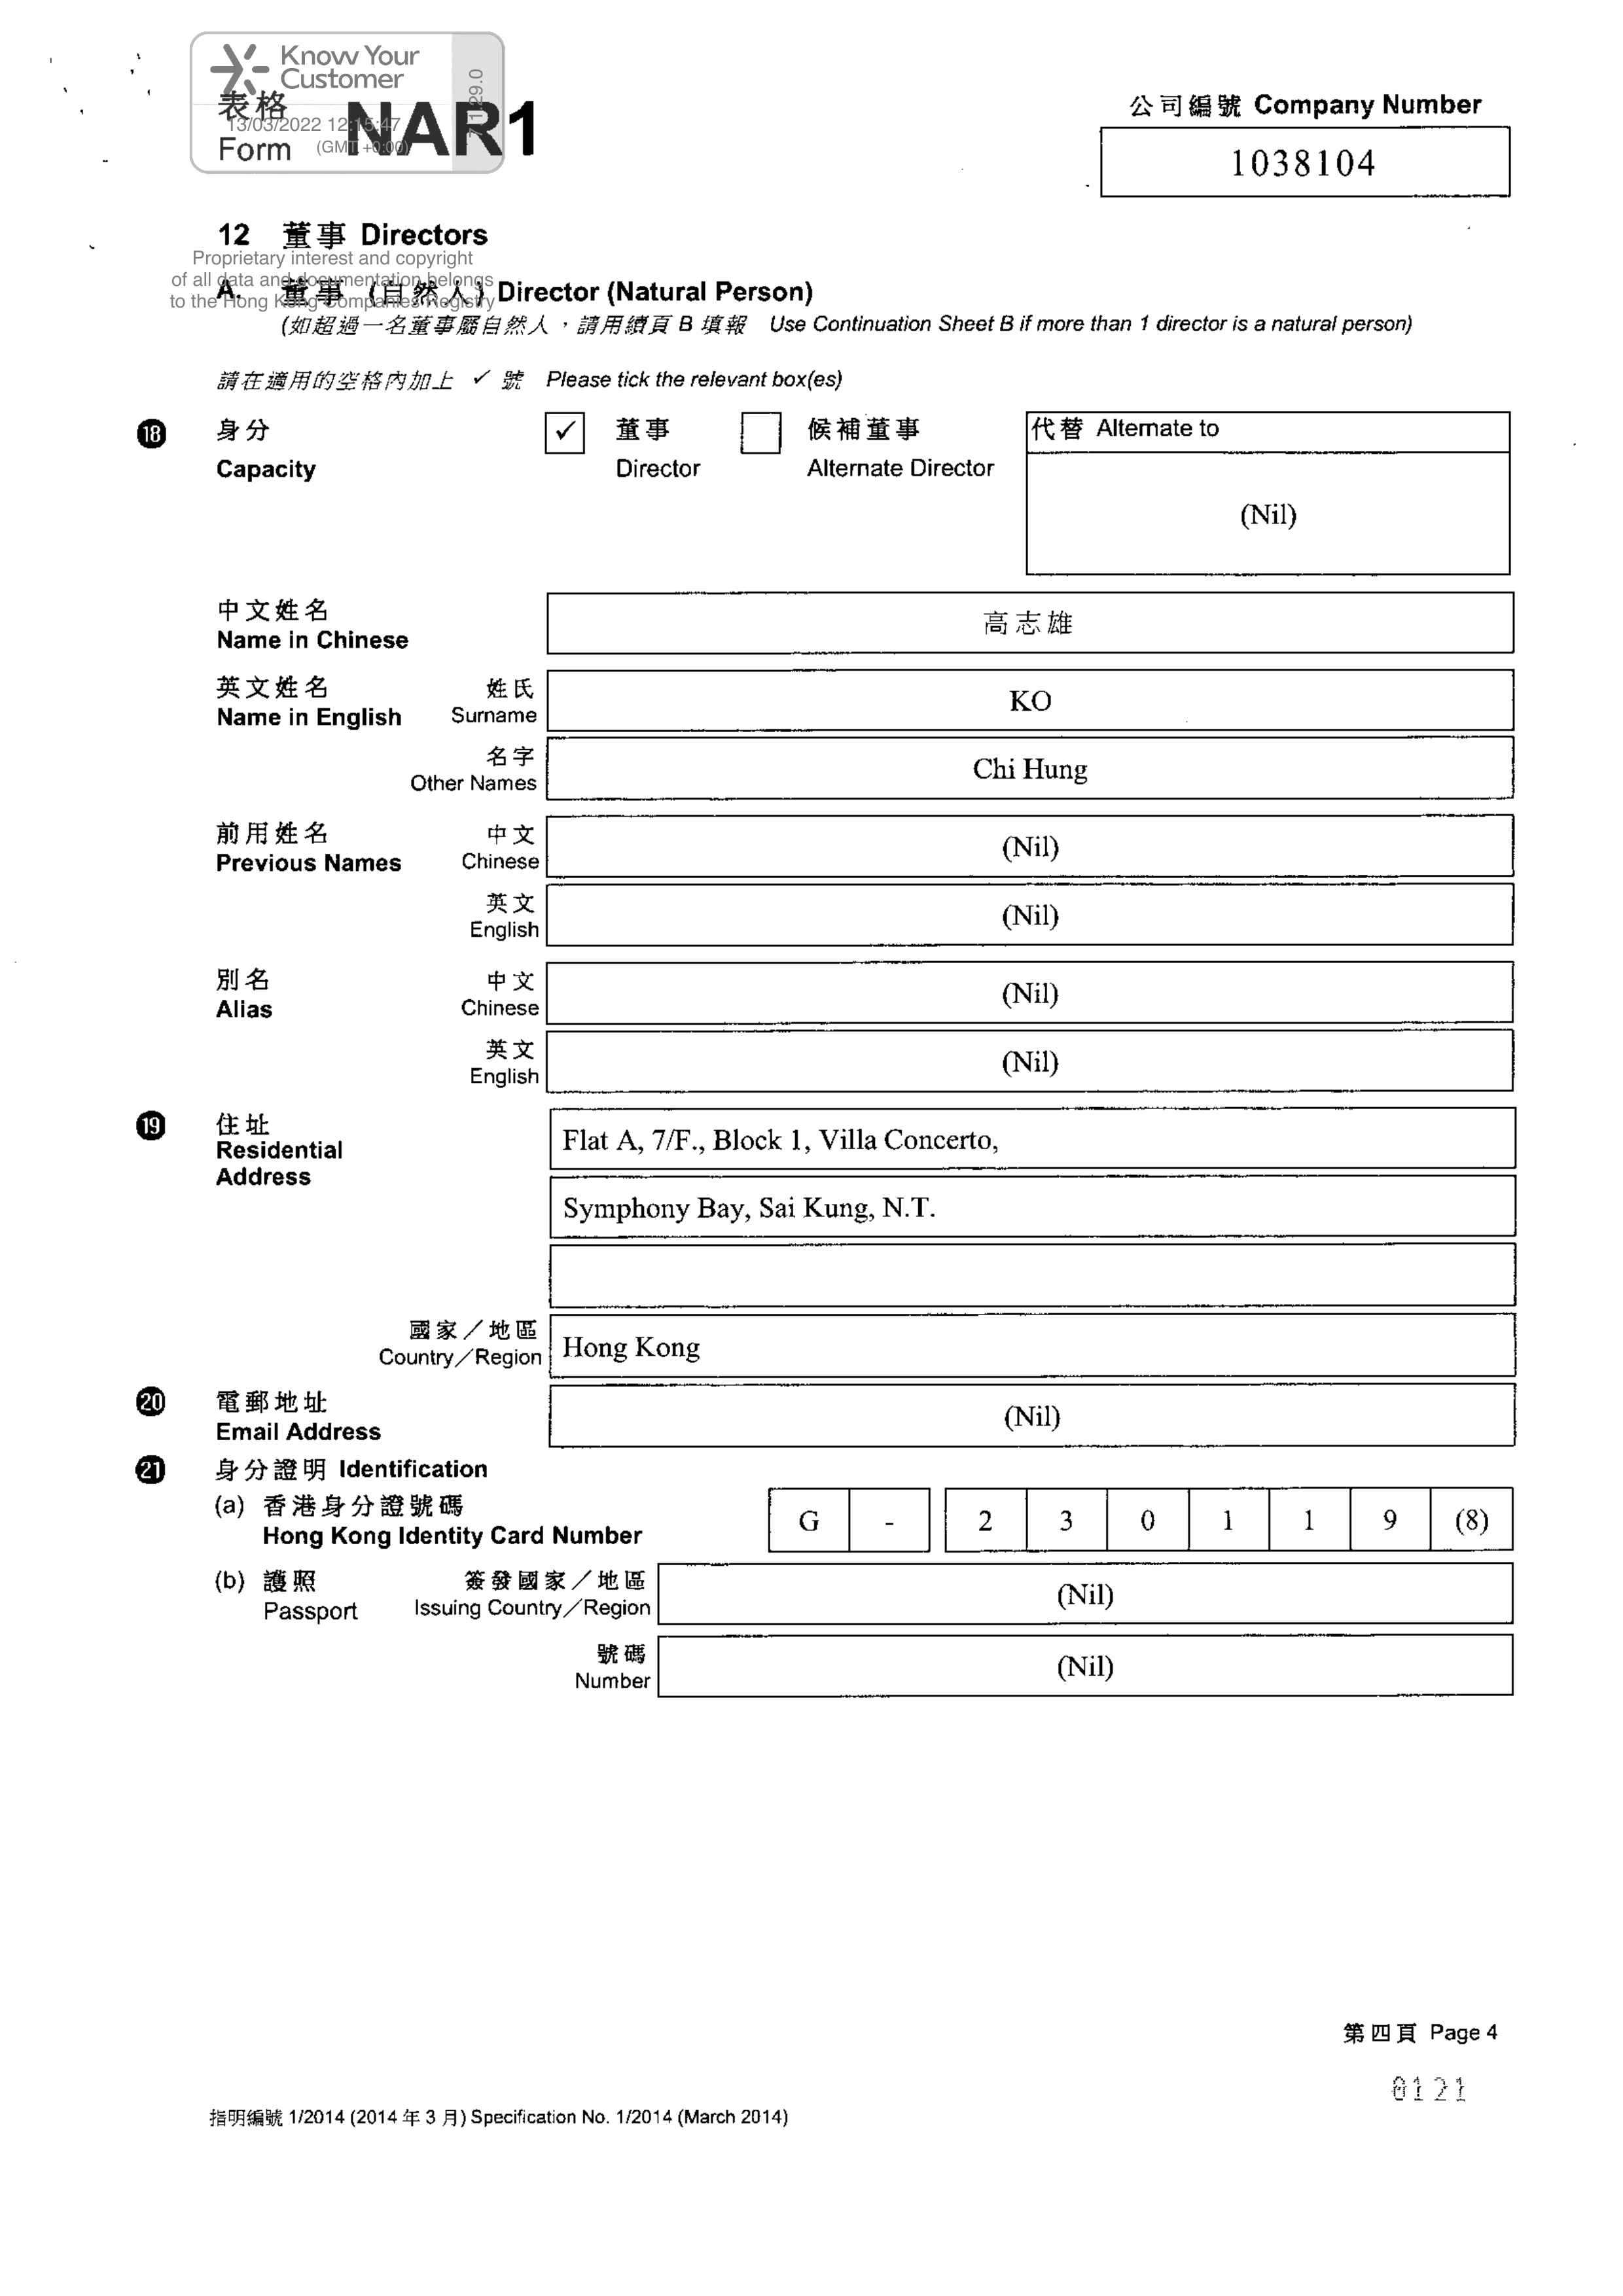 Know Your
Customer
7.1.129.0
13/03/2022 12:15:47
(GMT +0:00)
表格
Form NAR1
公司編號 Company Number
1038104
12 董事 Directors
Proprietary interest and copyright
of all data and documentation belongs
to the Hong Kong Companies Registry
A. 董事 (自然人) Director (Natural Person)
(如超過一名董事屬自然人，請用續頁 B 填報 Use Continuation Sheet B if more than 1 director is a natural person)
請在適用的空格內加上 ✓ 號 Please tick the relevant box(es)
18 身分 ✓ 董事 候補董事 代替 Alternate to
Capacity Director Alternate Director
(Nil)
中文姓名
Name in Chinese
高志雄
英文姓名 姓氏
Name in English Surname
KO
名字
Other Names
Chi Hung
前用姓名 中文
Previous Names Chinese
(Nil)
英文
English
(Nil)
別名 中文
Alias Chinese
(Nil)
英文
English
(Nil)
19 住址
Residential
Address
Flat A, 7/F., Block 1, Villa Concerto,
Symphony Bay, Sai Kung, N.T.
國家／地區
Country／Region
Hong Kong
20 電郵地址
Email Address
(Nil)
21 身分證明 Identification
(a) 香港身分證號碼
Hong Kong Identity Card Number
G - 2 3 0 1 1 9 (8)
(b) 護照 簽發國家／地區
Passport Issuing Country／Region
(Nil)
號碼
Number
(Nil)
第四頁 Page 4
0121
指明編號 1/2014 (2014 年 3 月) Specification No. 1/2014 (March 2014)